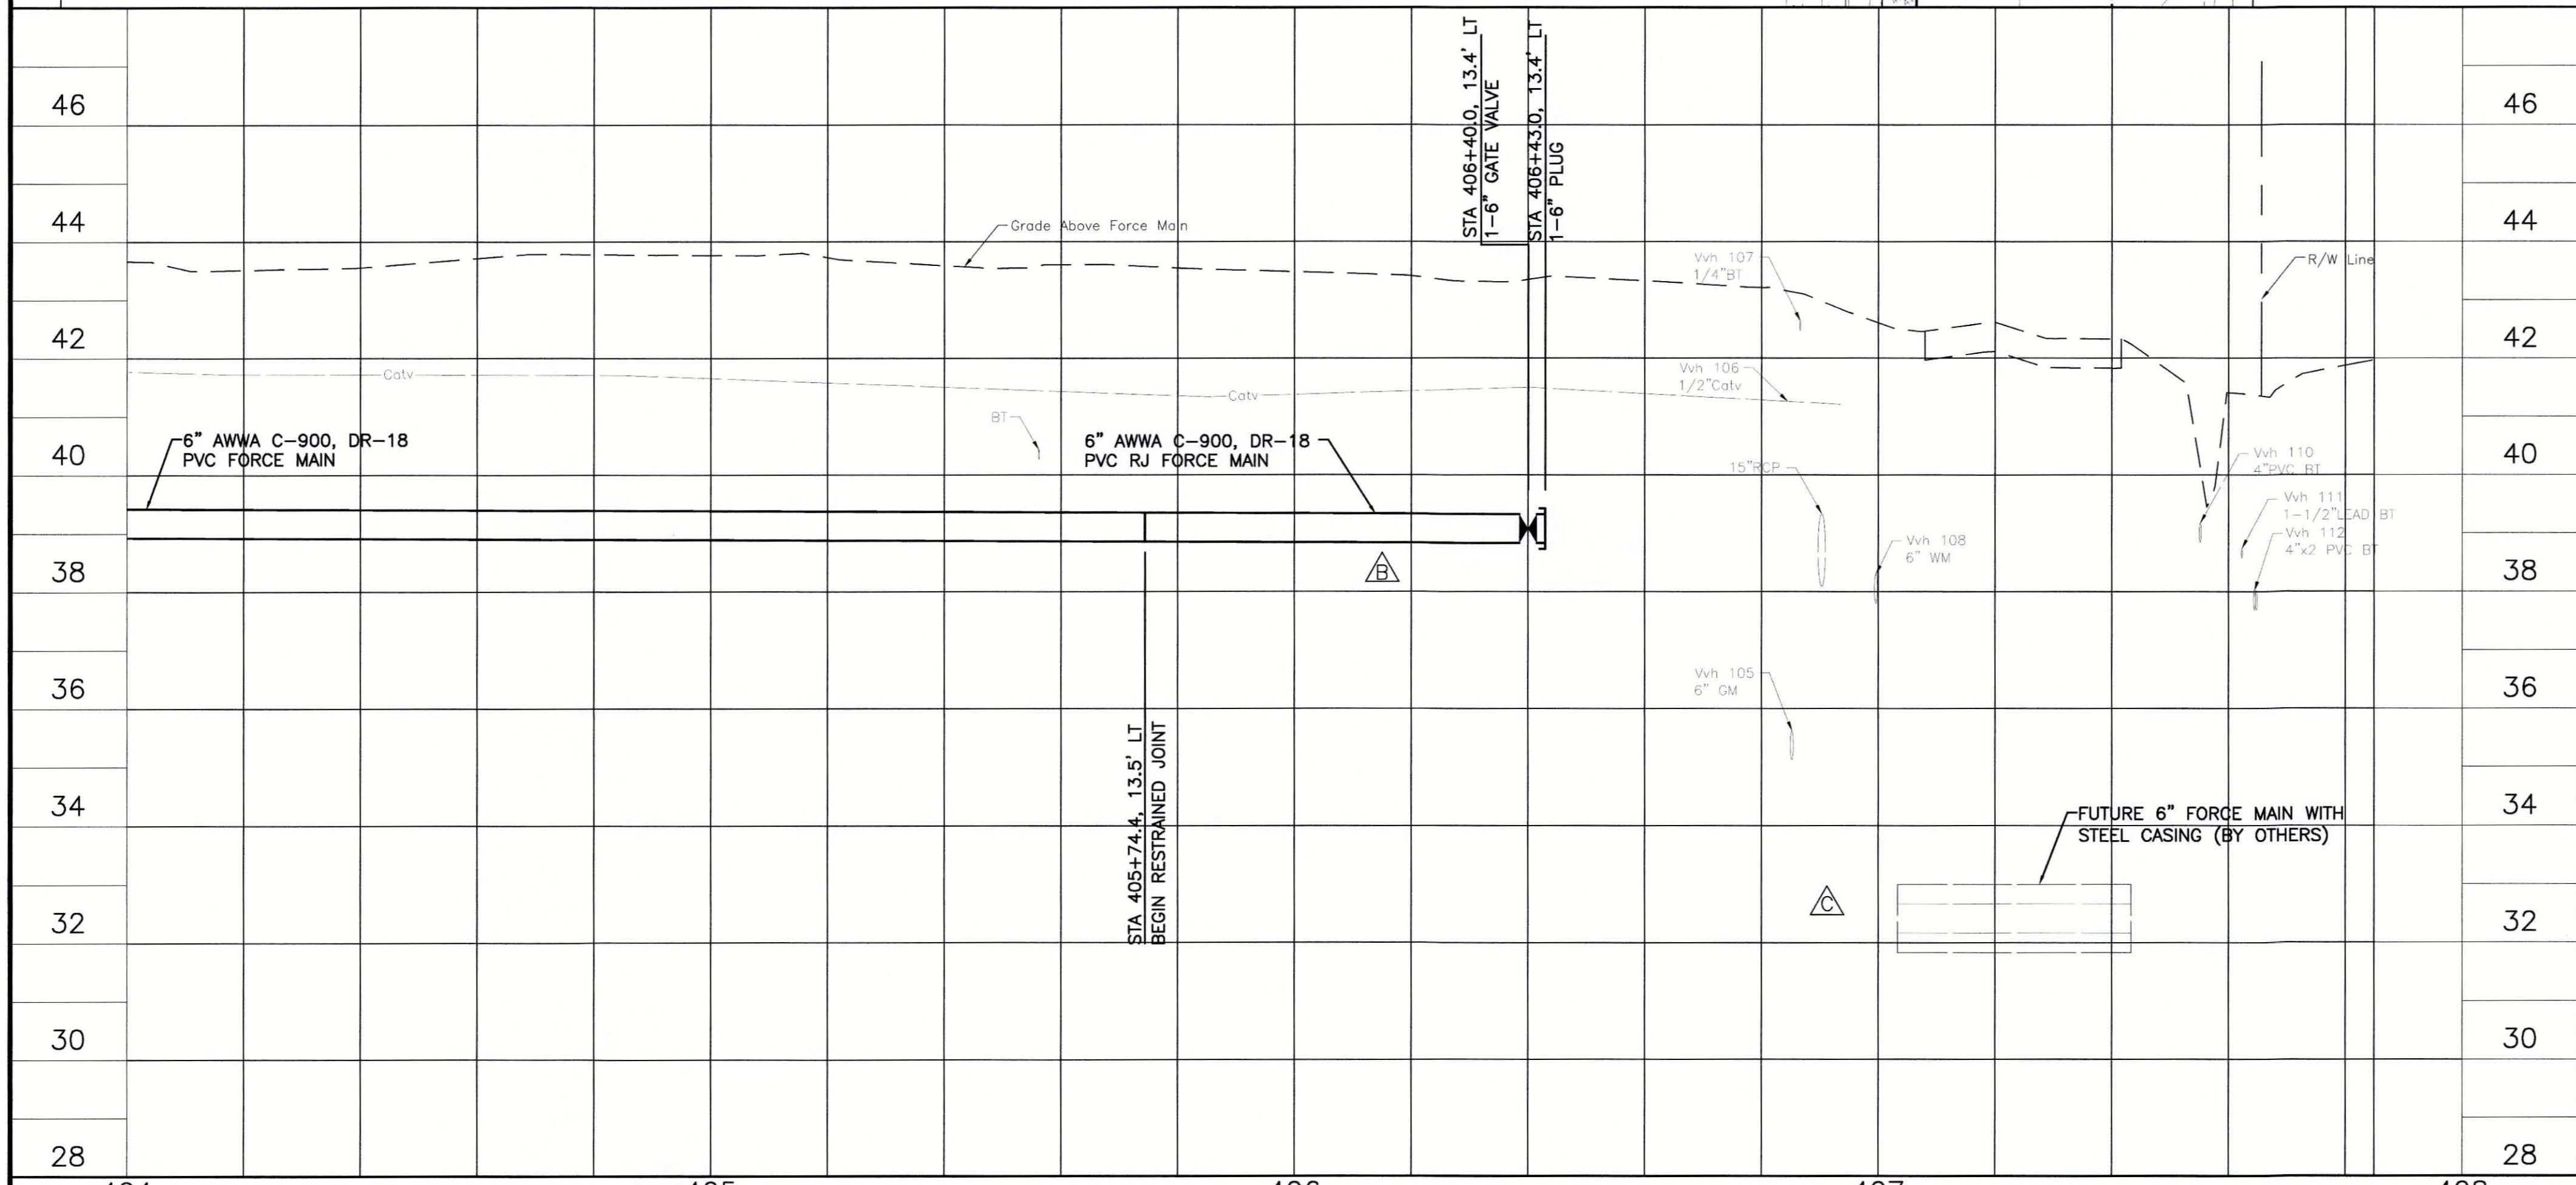 46
44
42
40
38
36
34
32
30
28
STA 406+40.0, 13.4' LT
1-6" GATE VALVE
STA 406+43.0, 13.4' LT
1-6" PLUG
Grade Above Force Main
Vvh 107
1/4"BT
R/W Line
Catv
Catv
Vvh 106
1/2"Catv
BT
6" AWWA C-900, DR-18
PVC FORCE MAIN
6" AWWA C-900, DR-18
PVC RJ FORCE MAIN
15"RCP
Vvh 110
4"PVC BT
Vvh 111
1-1/2"LEAD BT
Vvh 112
4"x2 PVC BT
Vvh 108
6" WM
B
Vvh 105
6" GM
STA 405+74.4, 13.5' LT
BEGIN RESTRAINED JOINT
FUTURE 6" FORCE MAIN WITH
STEEL CASING (BY OTHERS)
C
46
44
42
40
38
36
34
32
30
28